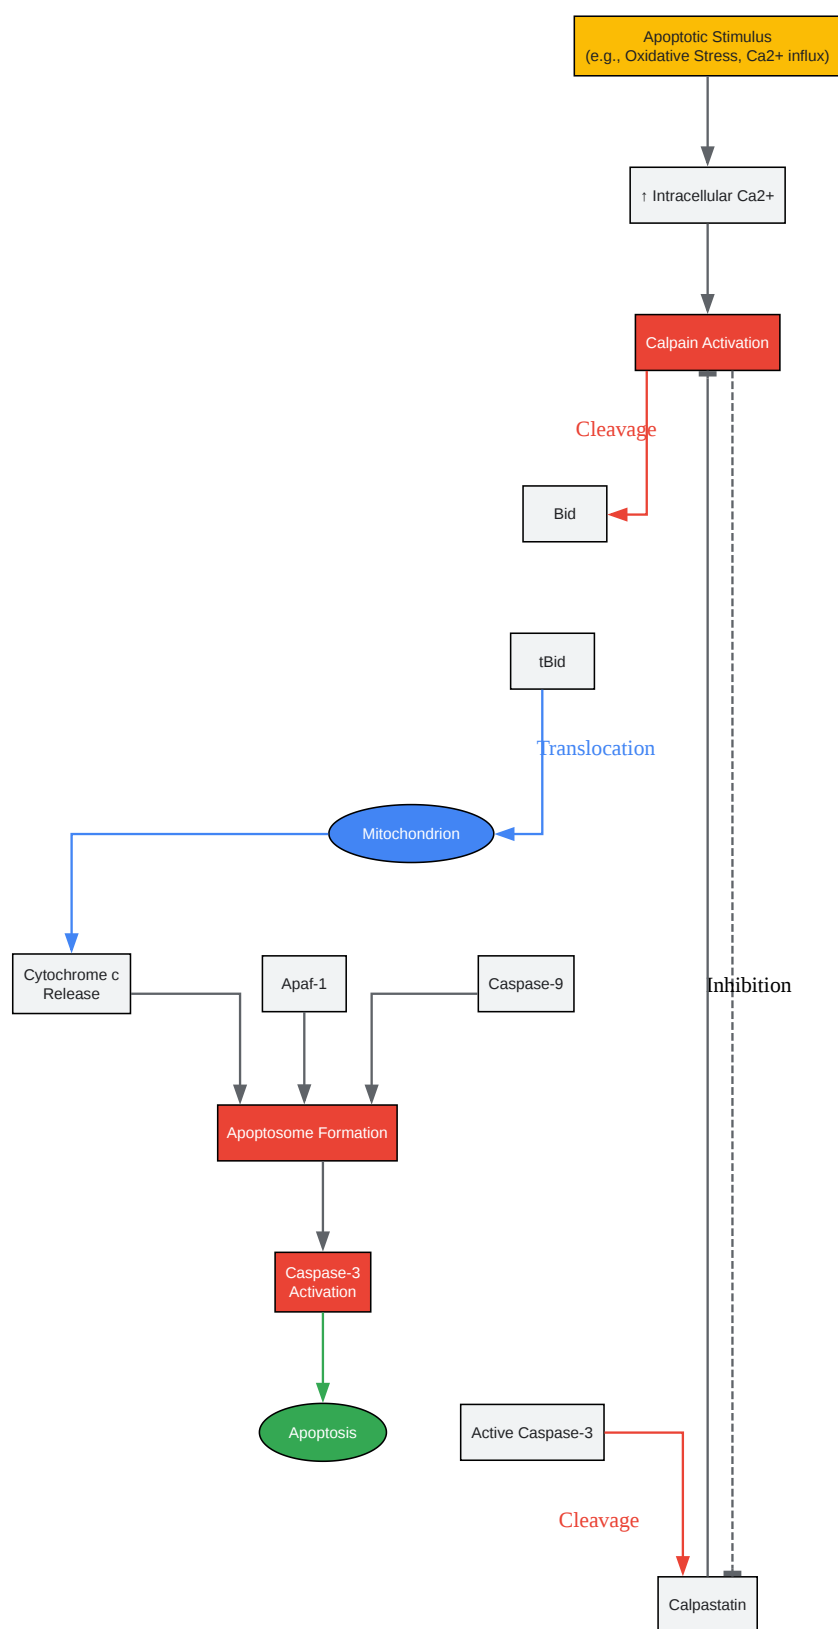 Apoptotic Stimulus
(e.g., Oxidative Stress, Ca2+ influx)
↑ Intracellular Ca2+
Calpain Activation
Cleavage
Bid
tBid
Translocation
Mitochondrion
Cytochrome c
Release
Apaf-1
Caspase-9
Inhibition
Apoptosome Formation
Caspase-3
Activation
Apoptosis
Active Caspase-3
Cleavage
Calpastatin